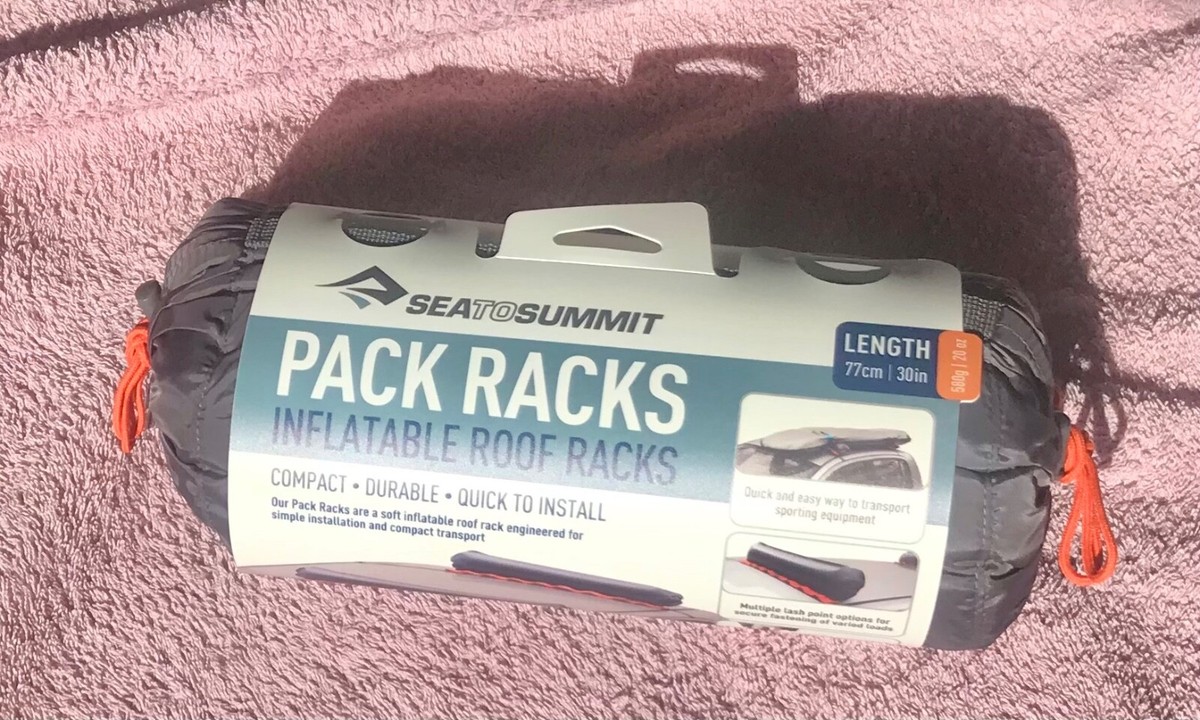 SEATOSUMMIT
PACK RACKS
INFLATABLE ROOF RACKS
COMPACT • DURABLE • QUICK TO INSTALL
Our Pack Racks are a soft inflatable roof rack engineered for
simple installation and compact transport
LENGTH
77cm | 30in
580g | 20 oz
Quick and easy way to transport
sporting equipment
Multiple lash point options for
secure fastening of varied loads